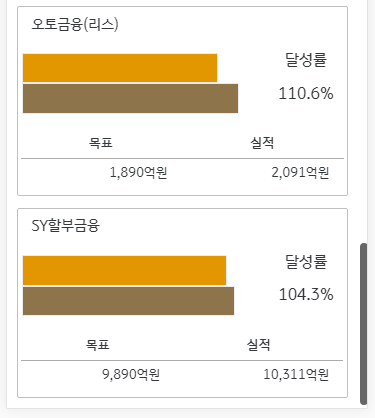 오토금융(리스)
달성률
110.6%
목표 실적
1,890억원 2,091억원
SY할부금융
달성률
104.3%
목표 실적
9,890억원 10,311억원